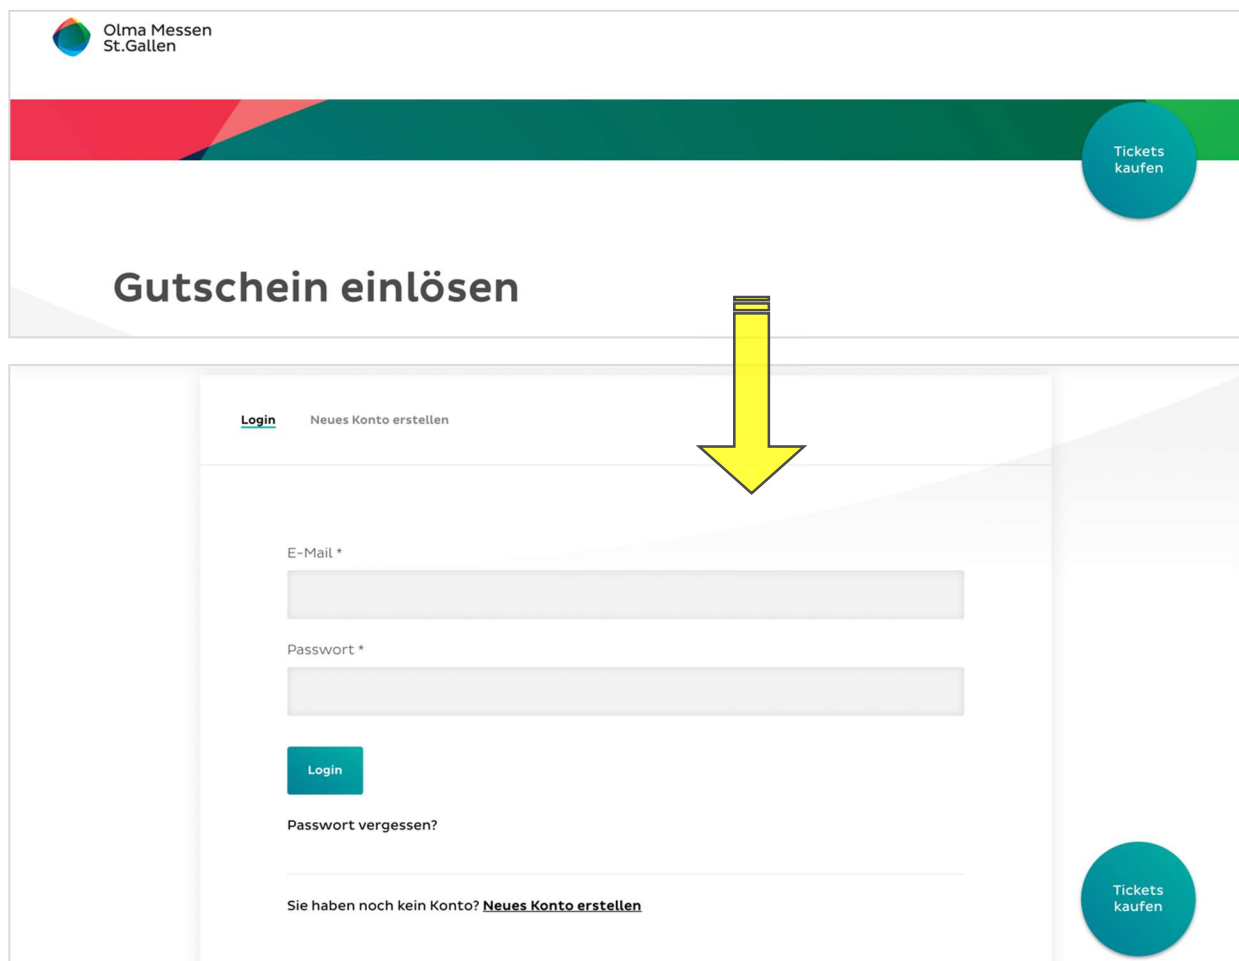 Olma Messen
St.Gallen
Tickets
kaufen
Gutschein einlösen
Login
Neues Konto erstellen
E-Mail *
Passwort *
Login
Passwort vergessen?
Sie haben noch kein Konto? Neues Konto erstellen
Tickets
kaufen